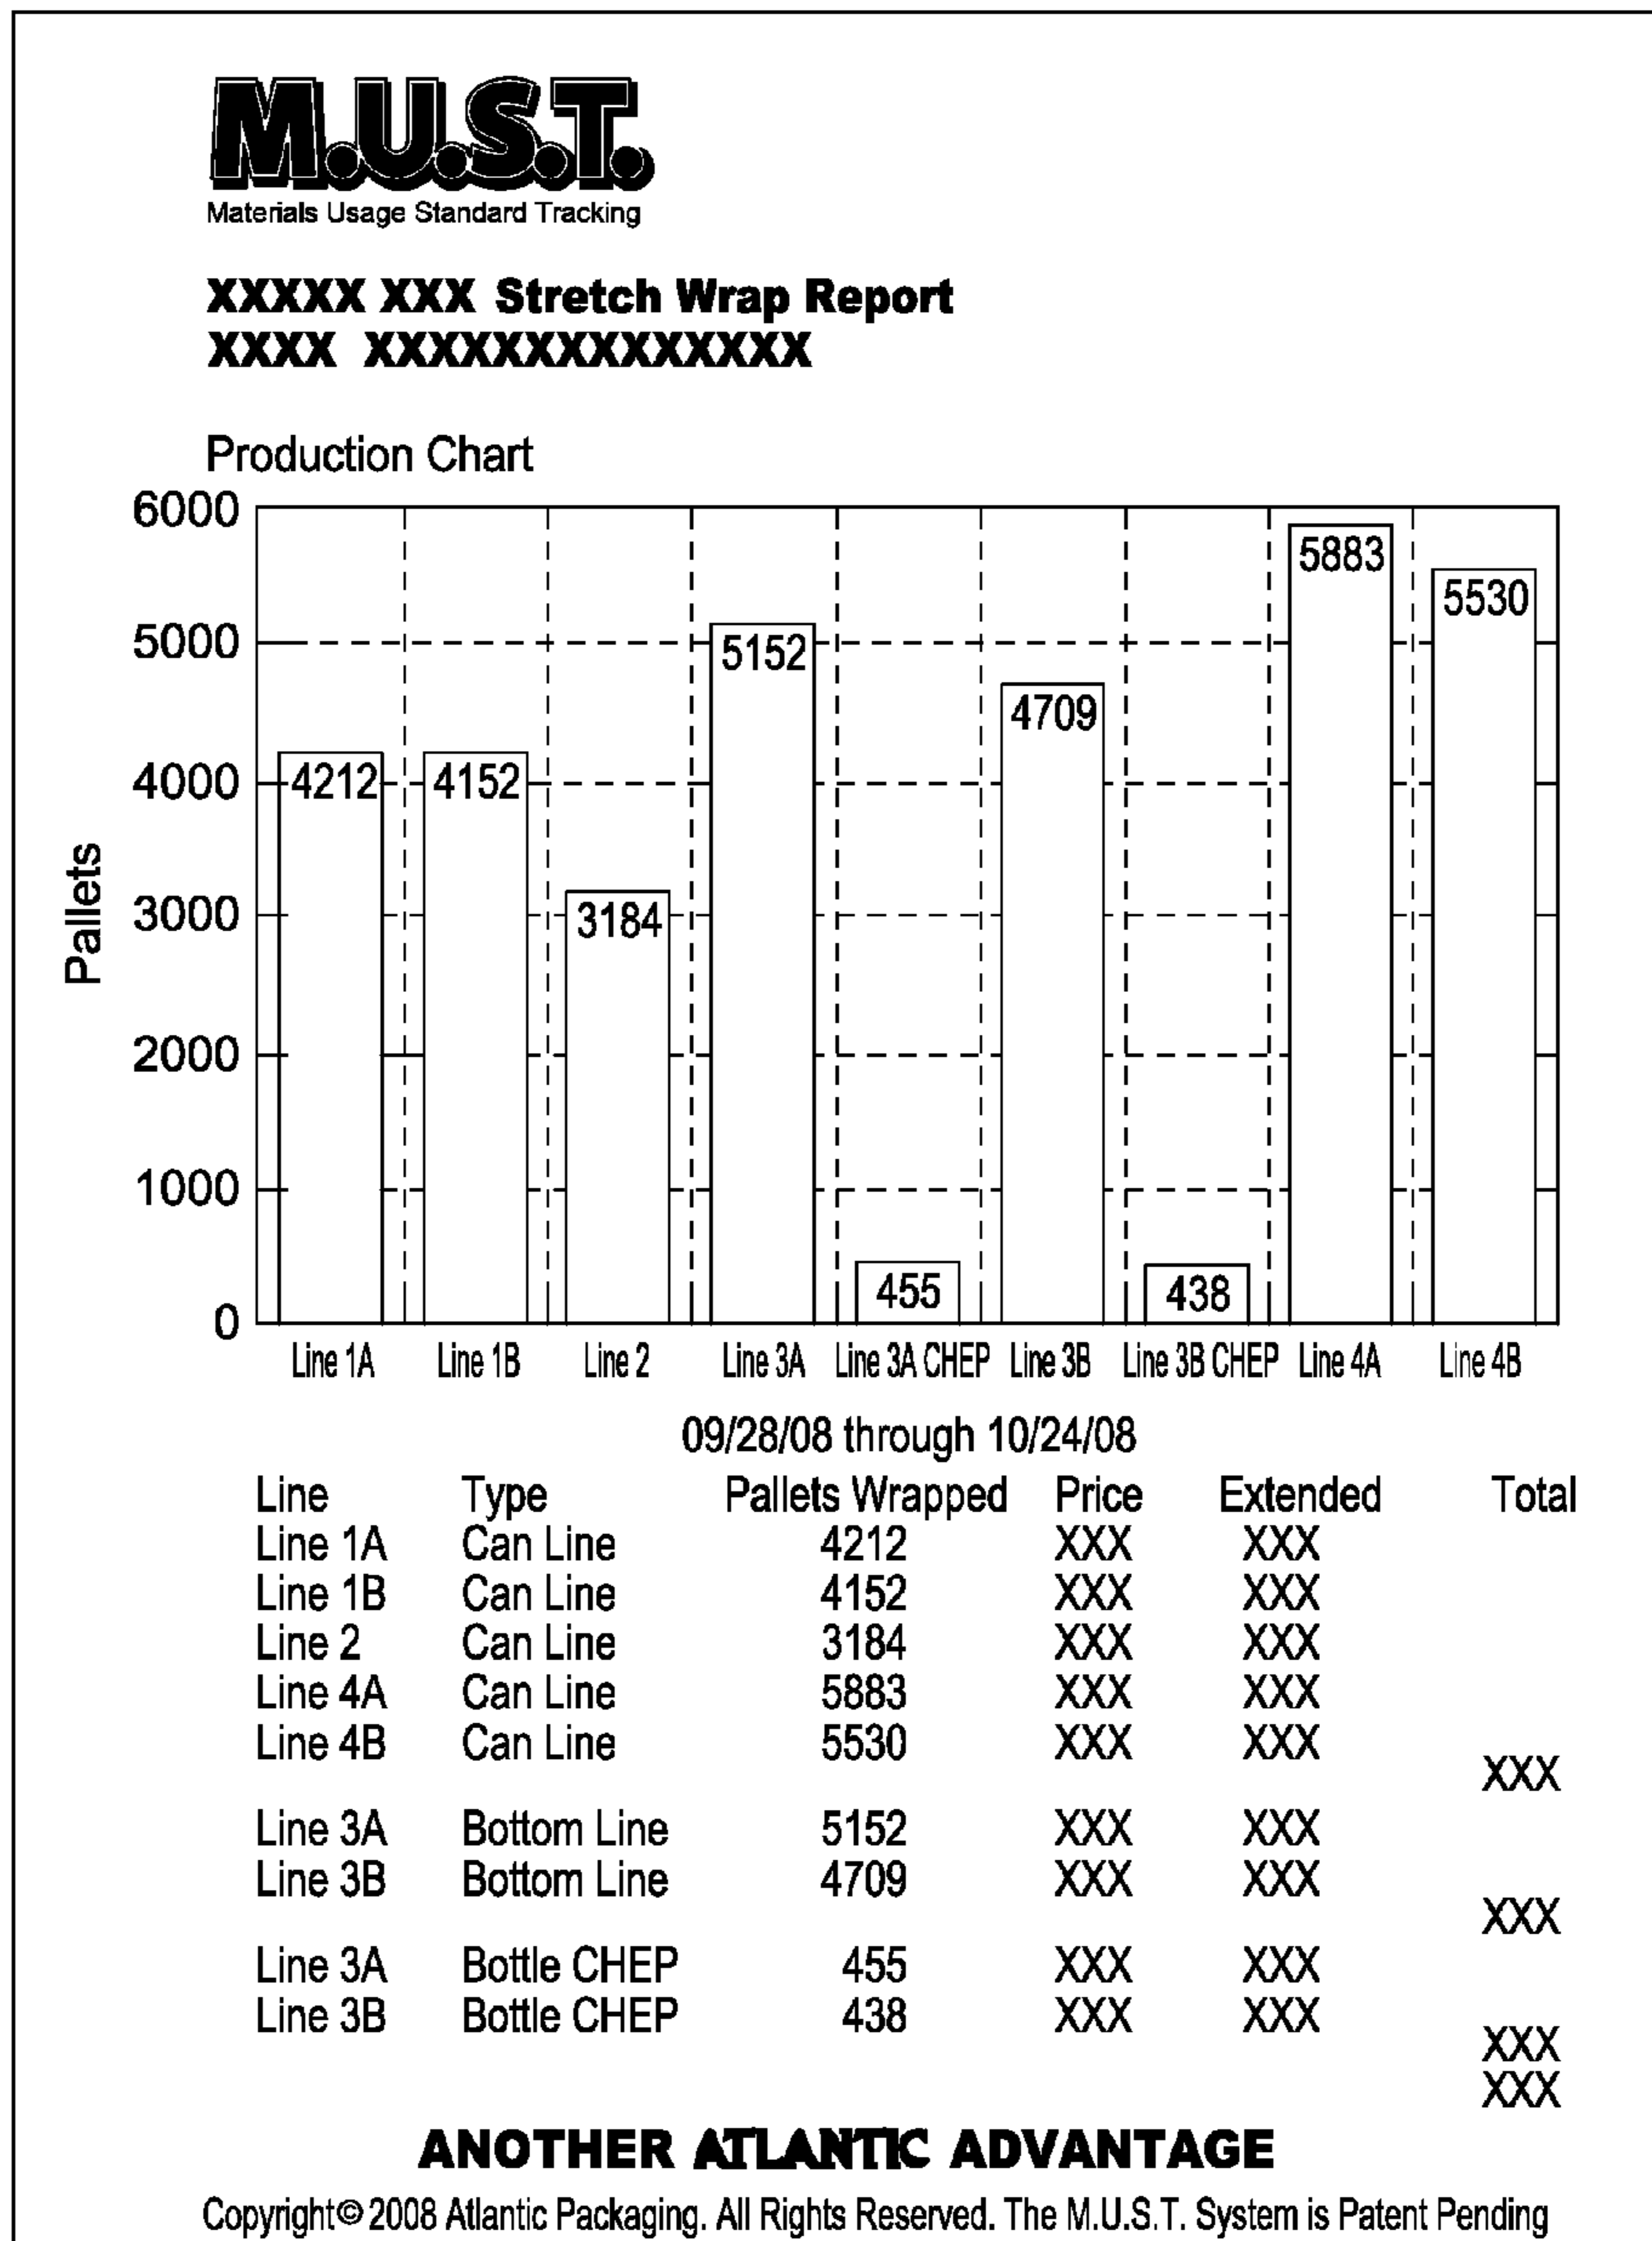 M.U.S.T.
Materials Usage Standard Tracking
XXXXX XXX Stretch Wrap Report
XXXX XXXXXXXXXXXXXX
Production Chart
Pallets
6000
5000
4000
3000
2000
1000
0
4212
4152
3184
5152
455
4709
438
5883
5530
Line 1A Line 1B Line 2 Line 3A Line 3A CHEP Line 3B Line 3B CHEP Line 4A Line 4B
09/28/08 through 10/24/08
Line Type Pallets Wrapped Price Extended Total
Line 1A Can Line 4212 XXX XXX
Line 1B Can Line 4152 XXX XXX
Line 2 Can Line 3184 XXX XXX
Line 4A Can Line 5883 XXX XXX
Line 4B Can Line 5530 XXX XXX
XXX
Line 3A Bottom Line 5152 XXX XXX
Line 3B Bottom Line 4709 XXX XXX
XXX
Line 3A Bottle CHEP 455 XXX XXX
Line 3B Bottle CHEP 438 XXX XXX
XXX
XXX
ANOTHER ATLANTIC ADVANTAGE
Copyright© 2008 Atlantic Packaging. All Rights Reserved. The M.U.S.T. System is Patent Pending